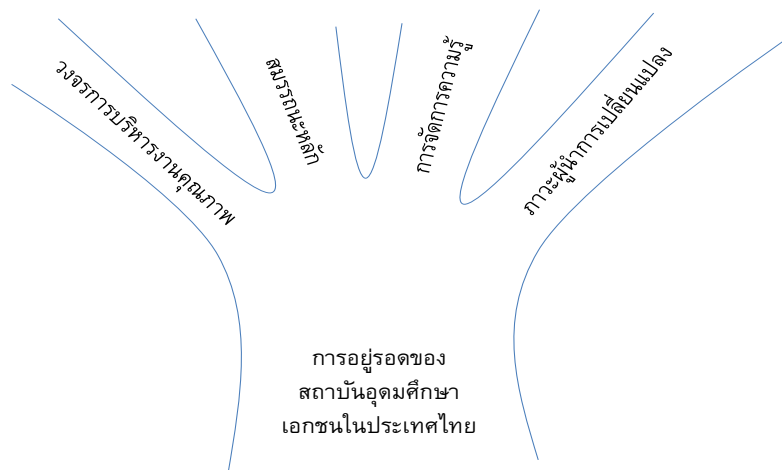 วงจรการบริหารงานคุณภาพ
สมรรถนะหลัก
การจัดการความรู้
ภาวะผู้นำการเปลี่ยนแปลง
การอยู่รอดของ
สถาบันอุดมศึกษา
เอกชนในประเทศไทย